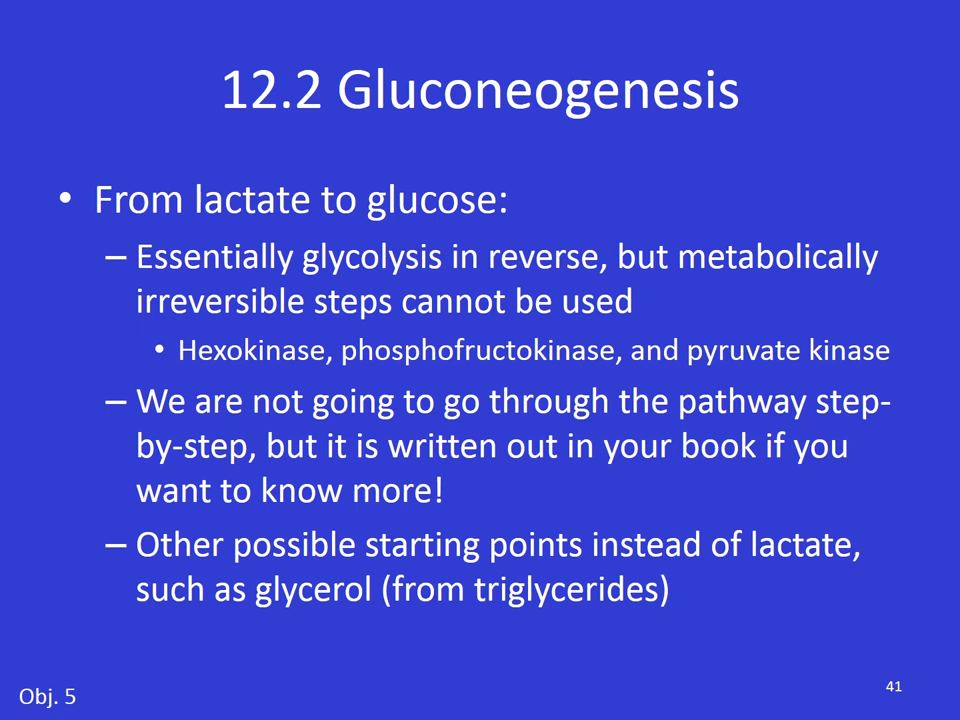 12.2 Gluconeogenesis
• From lactate to glucose:
– Essentially glycolysis in reverse, but metabolically
irreversible steps cannot be used
• Hexokinase, phosphofructokinase, and pyruvate kinase
– We are not going to go through the pathway step-
by-step, but it is written out in your book if you
want to know more!
– Other possible starting points instead of lactate,
such as glycerol (from triglycerides)
Obj. 5
41